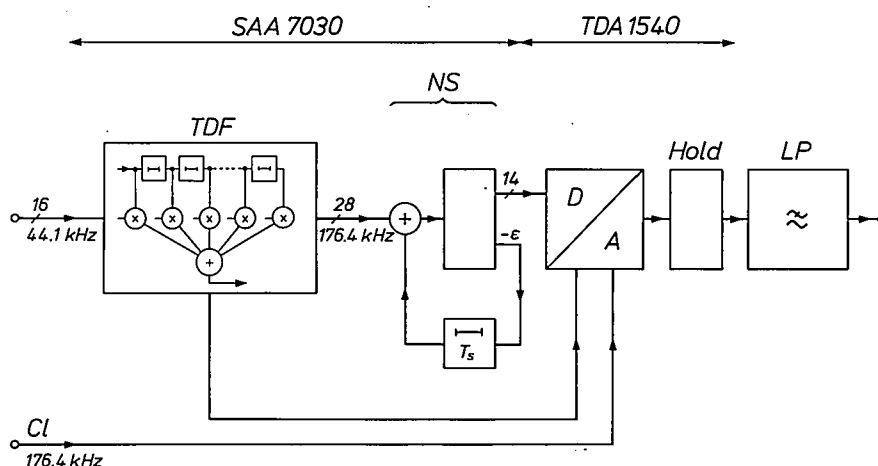 SAA 7030
TDA 1540
NS
TDF
Hold
LP
16
44.1 kHz
28
176.4 kHz
14
-ε
D
A
Ts
Cl
176.4 kHz